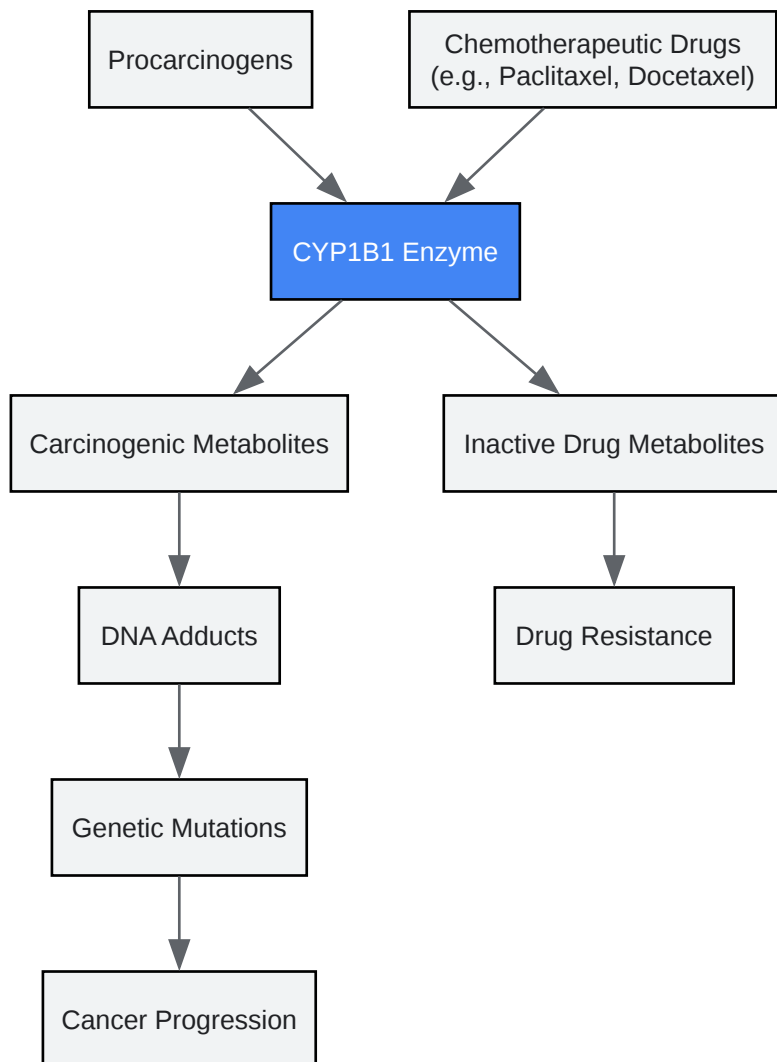 Procarcinogens
Chemotherapeutic Drugs
(e.g., Paclitaxel, Docetaxel)
CYP1B1 Enzyme
Carcinogenic Metabolites
Inactive Drug Metabolites
DNA Adducts
Drug Resistance
Genetic Mutations
Cancer Progression